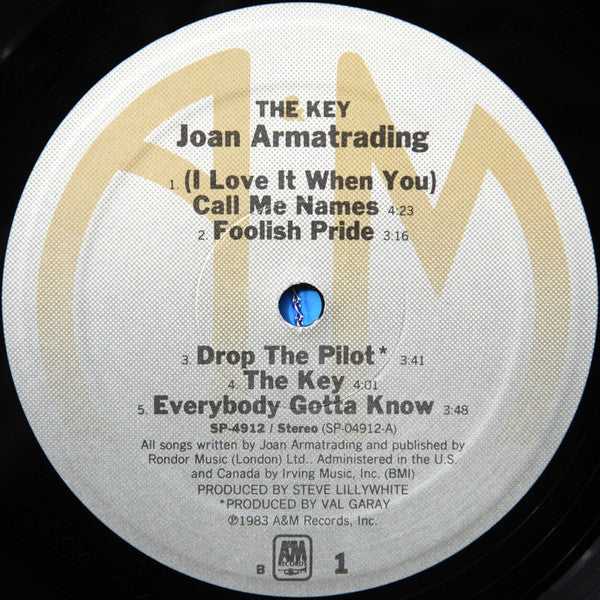 THE KEY
Joan Armatrading
1. (I Love It When You)
Call Me Names 4:23
2. Foolish Pride 3:16
3. Drop The Pilot* 3:41
4. The Key 4:01
5. Everybody Gotta Know 3:48
SP-4912 / Stereo (SP-04912-A)
All songs written by Joan Armatrading and published by
Rondor Music (London) Ltd.. Administered in the U.S.
and Canada by Irving Music, Inc. (BMI)
PRODUCED BY STEVE LILLYWHITE
*PRODUCED BY VAL GARAY
℗1983 A&M Records, Inc.
B A&M RECORDS 1
A&M